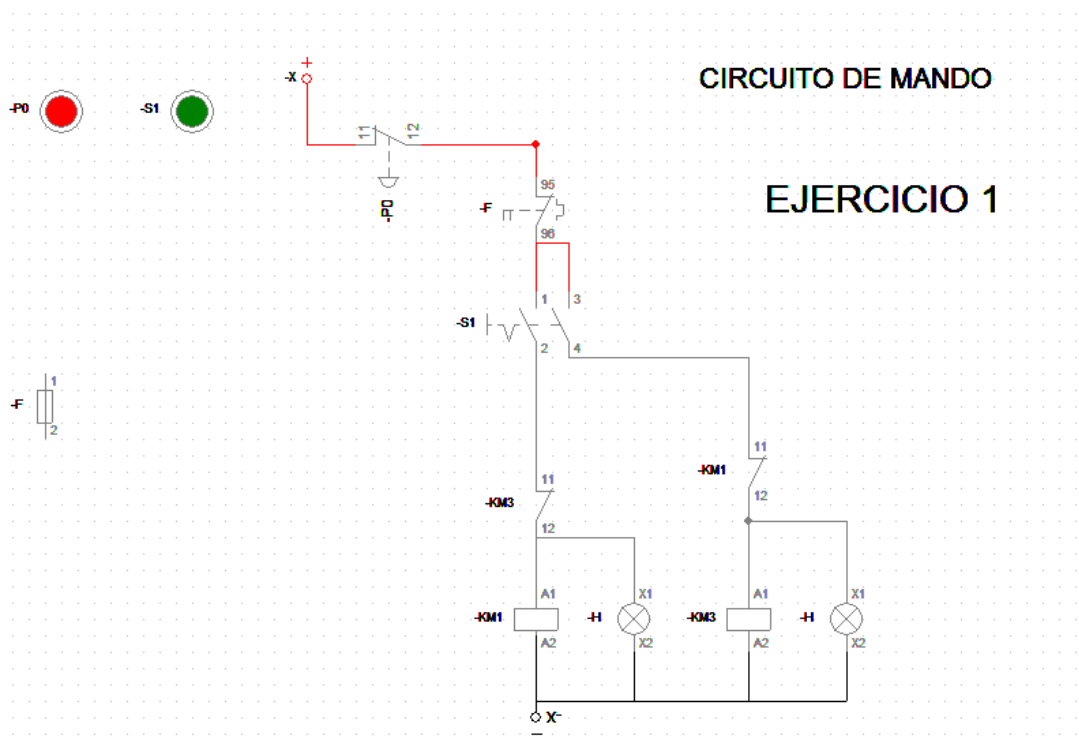 -X
+
CIRCUITO DE MANDO
-P0
-S1
11
12
-P0
95
-F
96
EJERCICIO 1
1
3
-S1
2
4
-F
1
2
11
-KM1
12
11
-KM3
12
A1
X1
A1
X1
-KM1
-H
-KM3
-H
A2
X2
A2
X2
X-